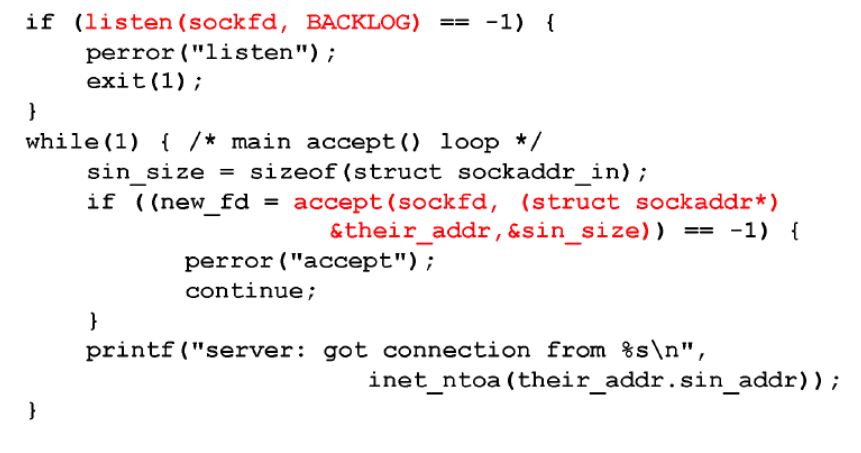 if (listen(sockfd, BACKLOG) == -1) {
perror("listen");
exit(1);
}
while(1) { /* main accept() loop */
sin_size = sizeof(struct sockaddr_in);
if ((new_fd = accept(sockfd, (struct sockaddr*)
&their_addr,&sin_size)) == -1) {
perror("accept");
continue;
}
printf("server: got connection from %s\n",
inet_ntoa(their_addr.sin_addr));
}